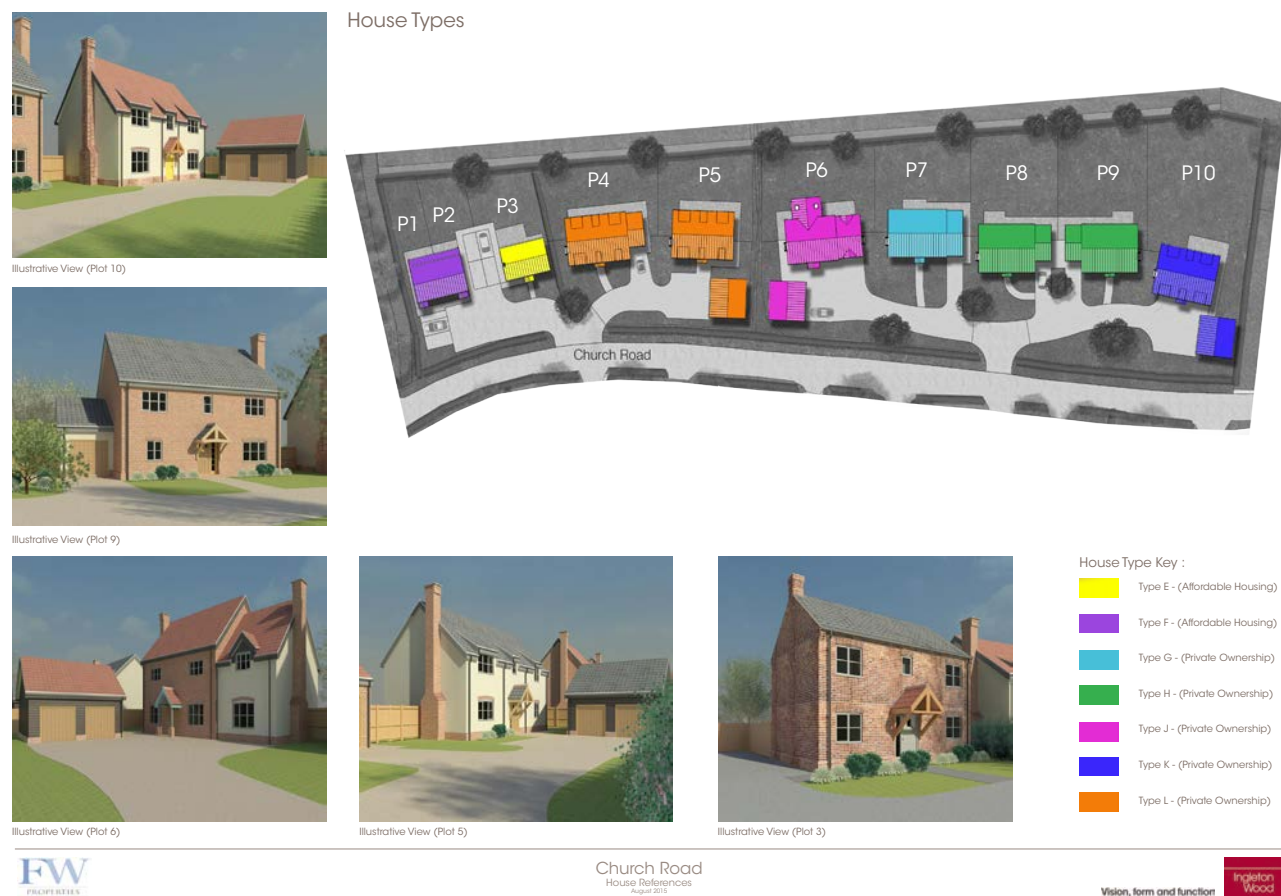 House Types
P1
P2
P3
P4
P5
P6
P7
P8
P9
P10
Church Road
Illustrative View (Plot 10)
Illustrative View (Plot 9)
Illustrative View (Plot 6)
Illustrative View (Plot 5)
Illustrative View (Plot 3)
House Type Key :
Type E - (Affordable Housing)
Type F - (Affordable Housing)
Type G - (Private Ownership)
Type H - (Private Ownership)
Type J - (Private Ownership)
Type K - (Private Ownership)
Type L - (Private Ownership)
FW
PROPERTIES
Church Road
House References
August 2015
Vision, form and function
Ingleton
Wood